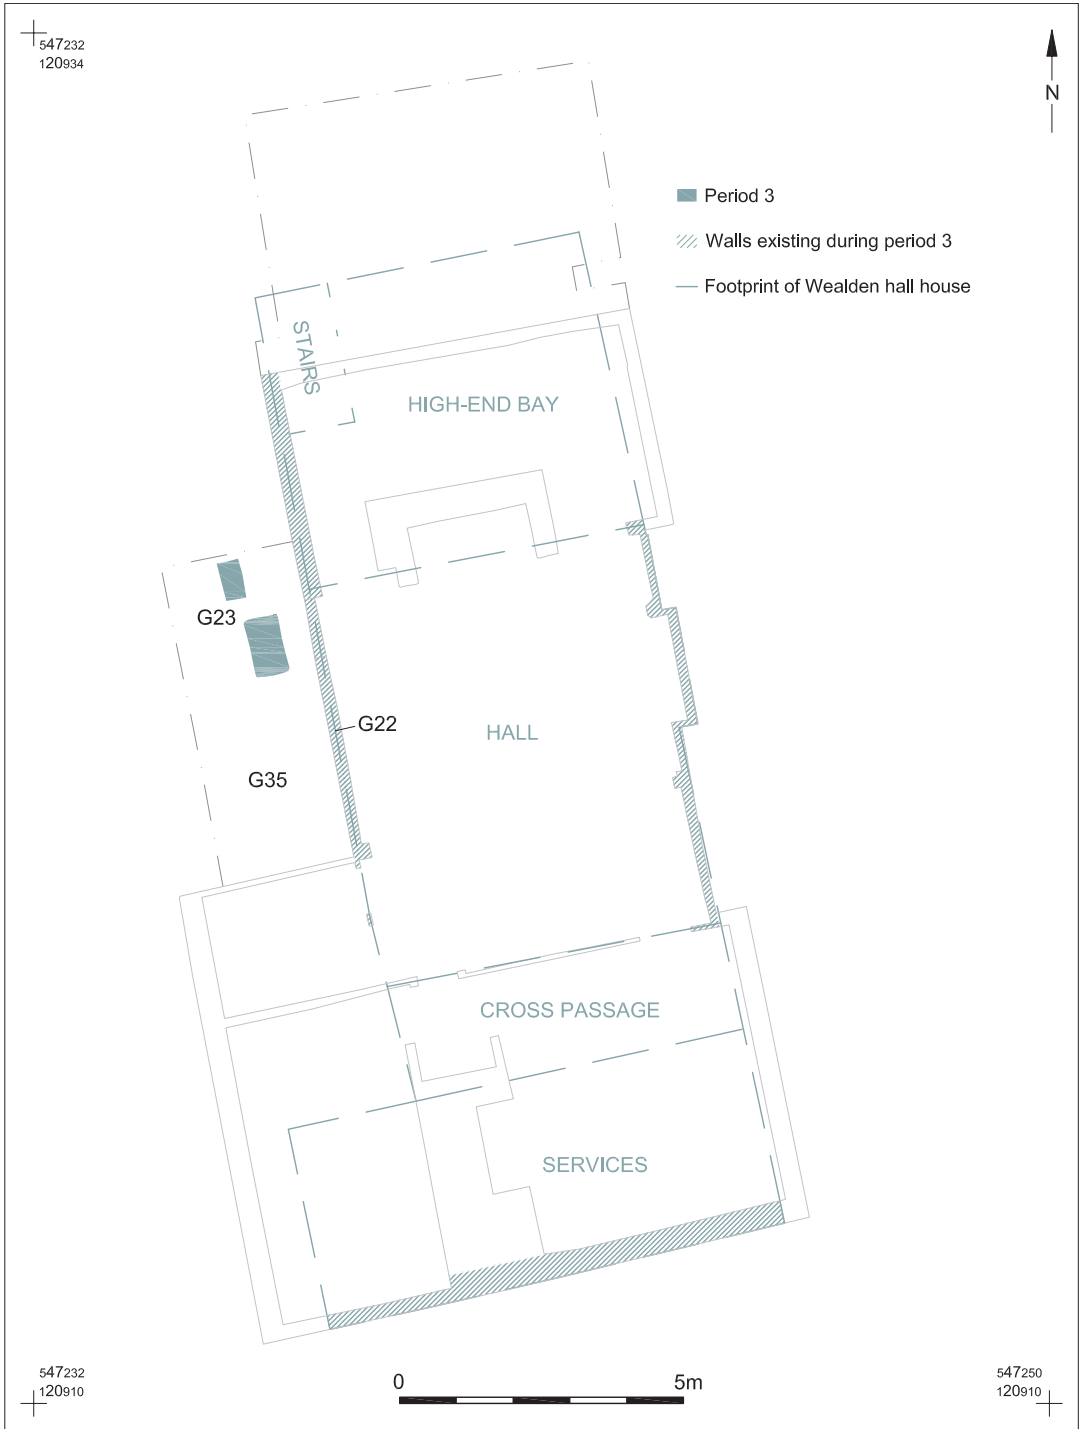 547232
120934
N
Period 3
Walls existing during period 3
Footprint of Wealden hall house
STAIRS
HIGH-END BAY
G23
G22
HALL
G35
CROSS PASSAGE
SERVICES
547232
120910
0 5m
547250
120910